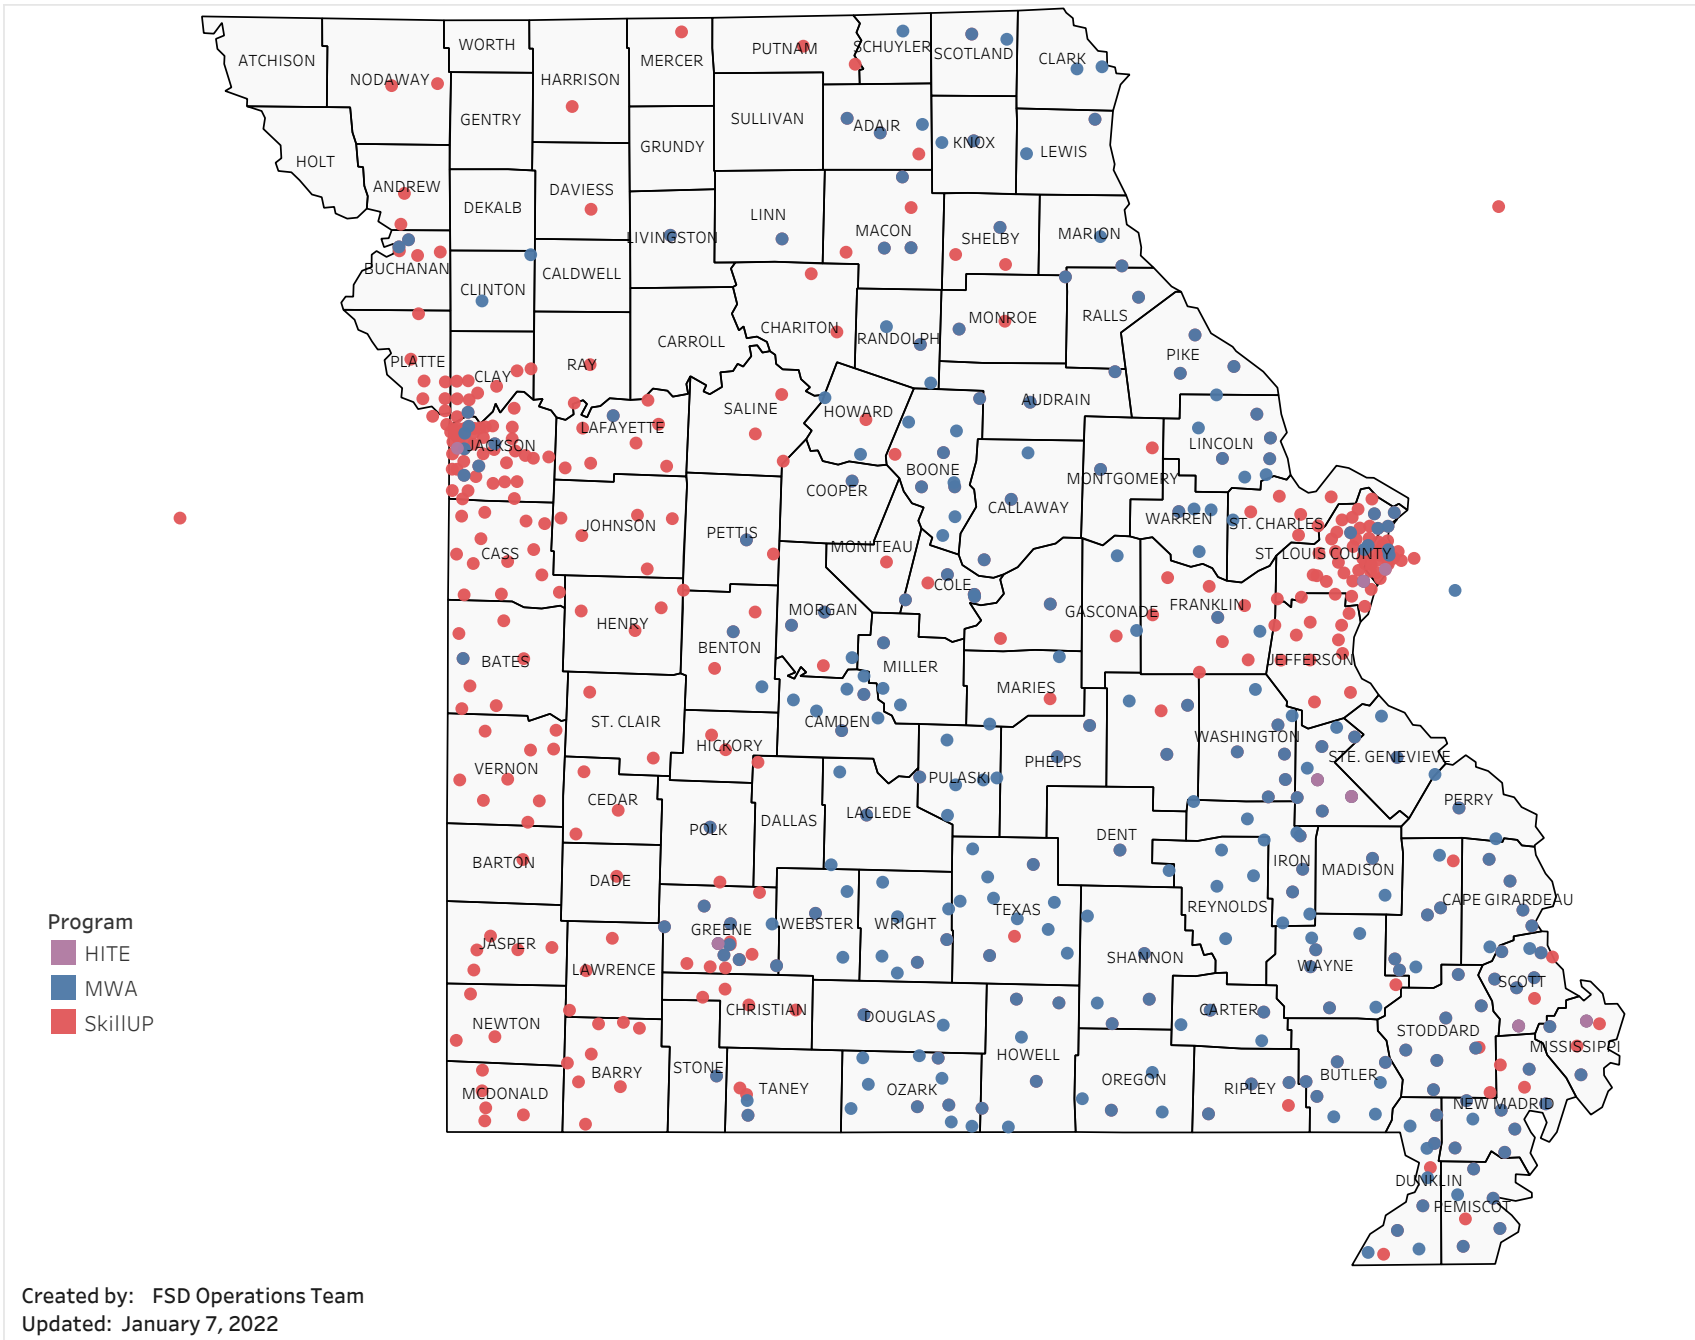 WORTH
ATCHISON
NODAWAY
HARRISON
MERCER
PUTNAM
SCHUYLER
SCOTLAND
CLARK
GENTRY
SULLIVAN
ADAIR
KNOX
LEWIS
HOLT
GRUNDY
ANDREW
DAVIESS
DEKALB
LINN
MACON
SHELBY
MARION
LIVINGSTON
BUCHANAN
CALDWELL
CLINTON
CHARITON
RANDOLPH
MONROE
RALLS
CARROLL
PIKE
PLATTE
CLAY
RAY
SALINE
HOWARD
AUDRAIN
LAFAYETTE
JACKSON
LINCOLN
BOONE
MONTGOMERY
COOPER
CALLAWAY
WARREN
ST. CHARLES
JOHNSON
PETTIS
MONITEAU
CASS
ST. LOUIS COUNTY
COLE
MORGAN
GASCONADE
FRANKLIN
HENRY
BENTON
BATES
MILLER
JEFFERSON
MARIES
ST. CLAIR
CAMDEN
HICKORY
WASHINGTON
STE. GENEVIEVE
VERNON
PULASKI
PHELPS
CEDAR
LACLEDE
PERRY
POLK
DALLAS
DENT
BARTON
DADE
IRON
MADISON
CAPE GIRARDEAU
TEXAS
REYNOLDS
GREENE
WEBSTER
WRIGHT
JASPER
LAWRENCE
SHANNON
WAYNE
SCOTT
CHRISTIAN
DOUGLAS
CARTER
NEWTON
STODDARD
MISSISSIPPI
HOWELL
STONE
BARRY
OREGON
BUTLER
MCDONALD
TANEY
OZARK
RIPLEY
NEW MADRID
DUNKLIN
PEMISCOT
Program
HITE
MWA
SkillUP
Created by: FSD Operations Team
Updated: January 7, 2022